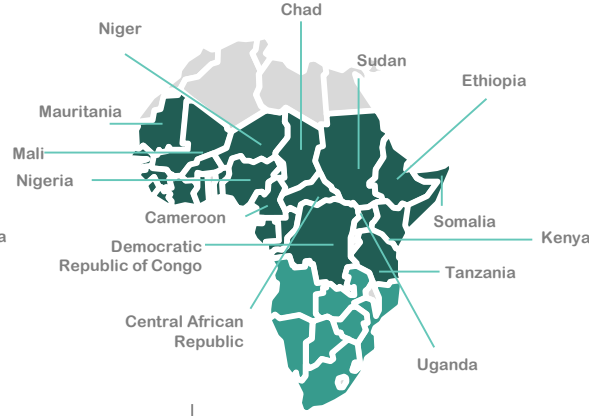 Chad
Niger
Sudan
Ethiopia
Mauritania
Mali
Nigeria
Cameroon
Somalia
a
Kenya
Democratic
Republic of Congo
Tanzania
Central African
Republic
Uganda